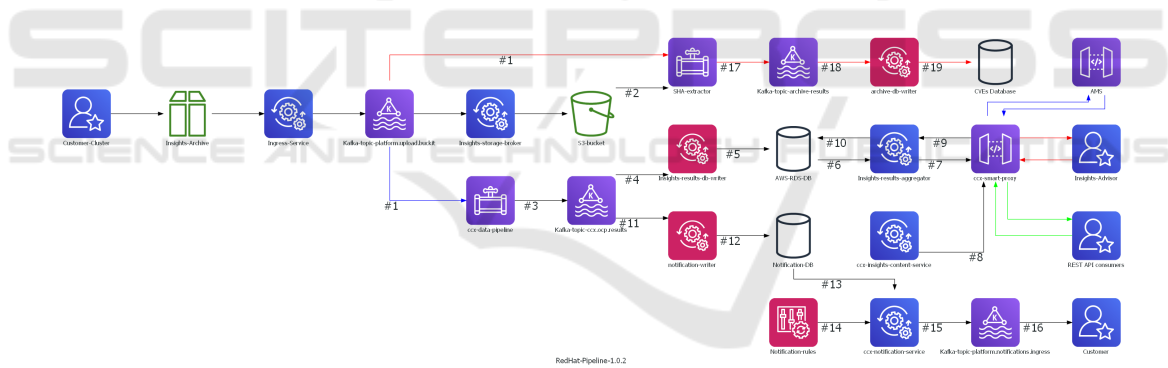 SCITEPRESS
SCIENCE AND TECHNOLOGY PUBLICATIONS
#1
#17
#18
#19
SHA-extractor
Kafka-topic-archive-results
archive-db-writer
CVEs Database
AMS
#2
Customer-Cluster
Insights-Archive
Ingress-Service
Kafka-topic-platform.upload.buckit
Insights-storage-broker
S3-bucket
#10
#9
#5
#6
#7
#4
Insights-results-db-writer
AWS-RDS-DB
Insights-results-aggregator
ccx-smart-proxy
Insights-Advisor
#1
#3
#11
ccx-data-pipeline
Kafka-topic-ccx.ocp.results
#12
#8
notification-writer
Notification-DB
ccx-insights-content-service
REST API consumers
#13
#14
#15
#16
Notification-rules
ccx-notification-service
Kafka-topic-platform.notifications.ingress
Customer
RedHat-Pipeline-1.0.2